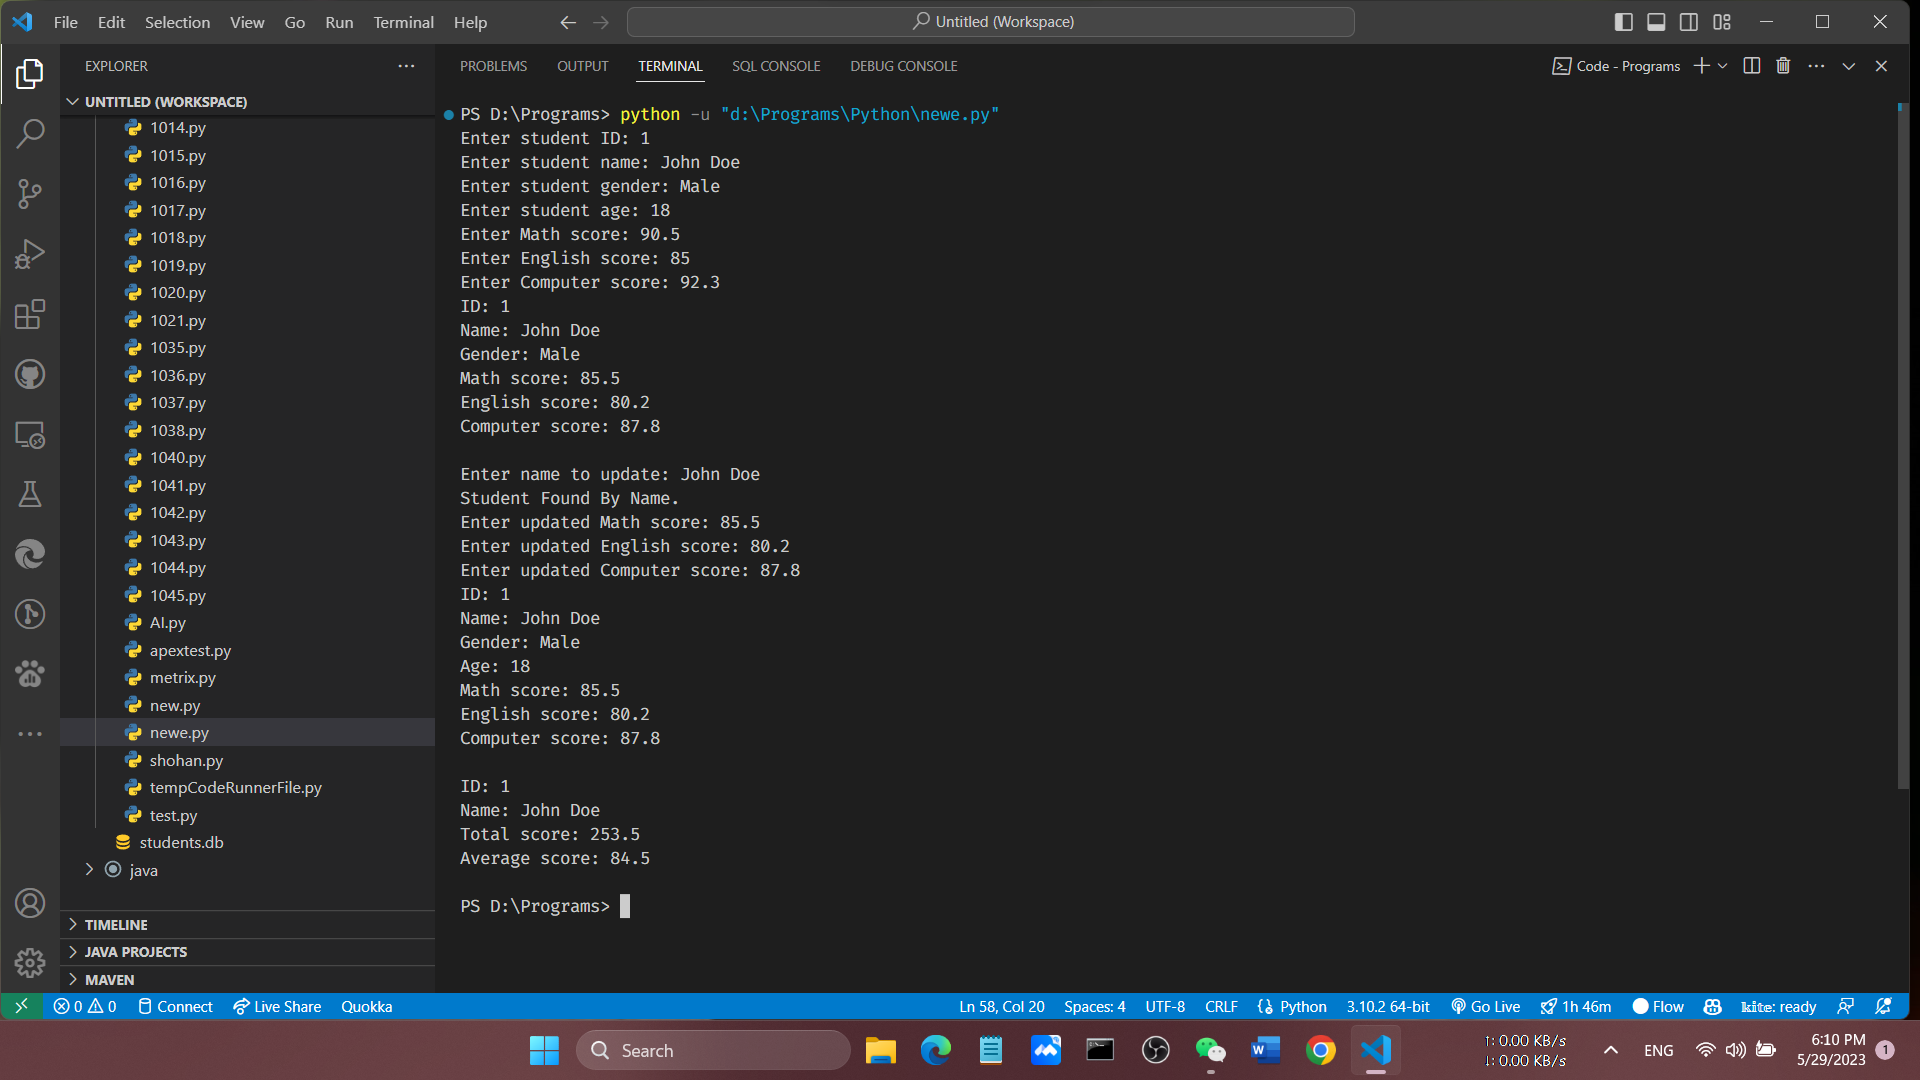 File Edit Selection View Go Run Terminal Help
Untitled (Workspace)
EXPLORER
UNTITLED (WORKSPACE)
1014.py
1015.py
1016.py
1017.py
1018.py
1019.py
1020.py
1021.py
1035.py
1036.py
1037.py
1038.py
1040.py
1041.py
1042.py
1043.py
1044.py
1045.py
AI.py
apextest.py
metrix.py
new.py
newe.py
shohan.py
tempCodeRunnerFile.py
test.py
students.db
java
TIMELINE
JAVA PROJECTS
MAVEN
PROBLEMS OUTPUT TERMINAL SQL CONSOLE DEBUG CONSOLE
Code - Programs
PS D:\Programs> python -u "d:\Programs\Python\newe.py"
Enter student ID: 1
Enter student name: John Doe
Enter student gender: Male
Enter student age: 18
Enter Math score: 90.5
Enter English score: 85
Enter Computer score: 92.3
ID: 1
Name: John Doe
Gender: Male
Math score: 85.5
English score: 80.2
Computer score: 87.8
Enter name to update: John Doe
Student Found By Name.
Enter updated Math score: 85.5
Enter updated English score: 80.2
Enter updated Computer score: 87.8
ID: 1
Name: John Doe
Gender: Male
Age: 18
Math score: 85.5
English score: 80.2
Computer score: 87.8
ID: 1
Name: John Doe
Total score: 253.5
Average score: 84.5
PS D:\Programs>
0 0 Connect Live Share Quokka
Ln 58, Col 20 Spaces: 4 UTF-8 CRLF Python 3.10.2 64-bit Go Live 1h 46m Flow kite: ready
Search
↑: 0.00 KB/s
↓: 0.00 KB/s
ENG
6:10 PM
5/29/2023
1